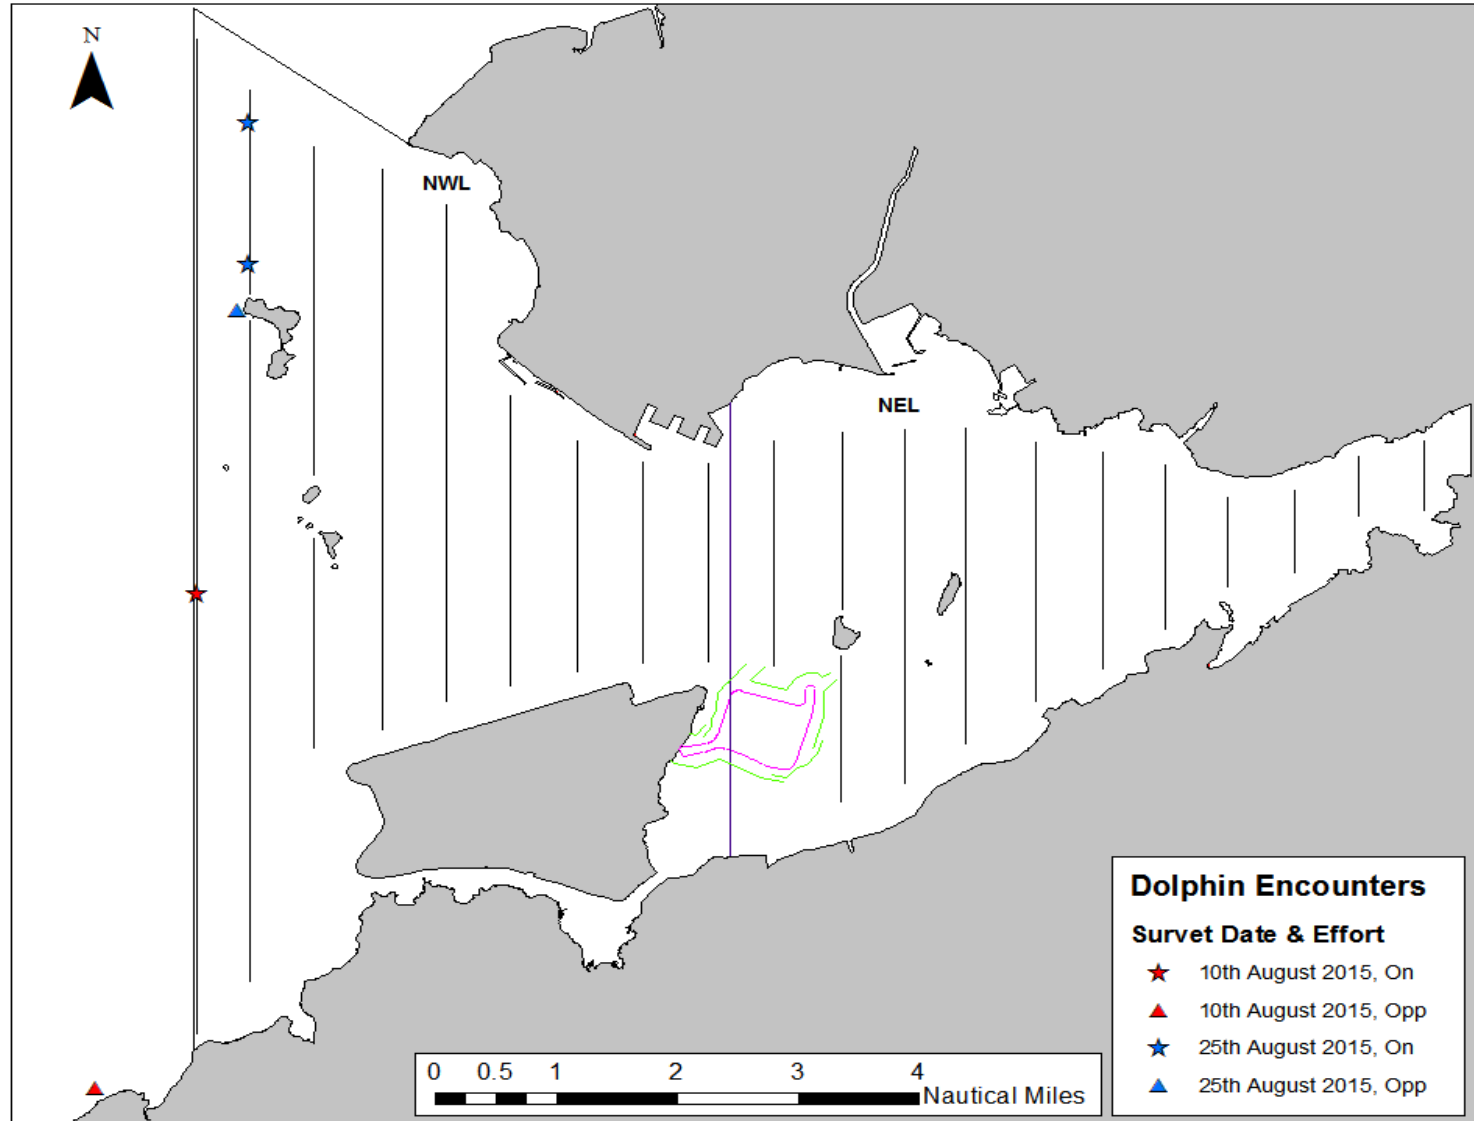 N
NWL
NEL
Dolphin Encounters
Survet Date & Effort
10th August 2015, On
10th August 2015, Opp
25th August 2015, On
25th August 2015, Opp
0 0.5 1 2 3 4
Nautical Miles